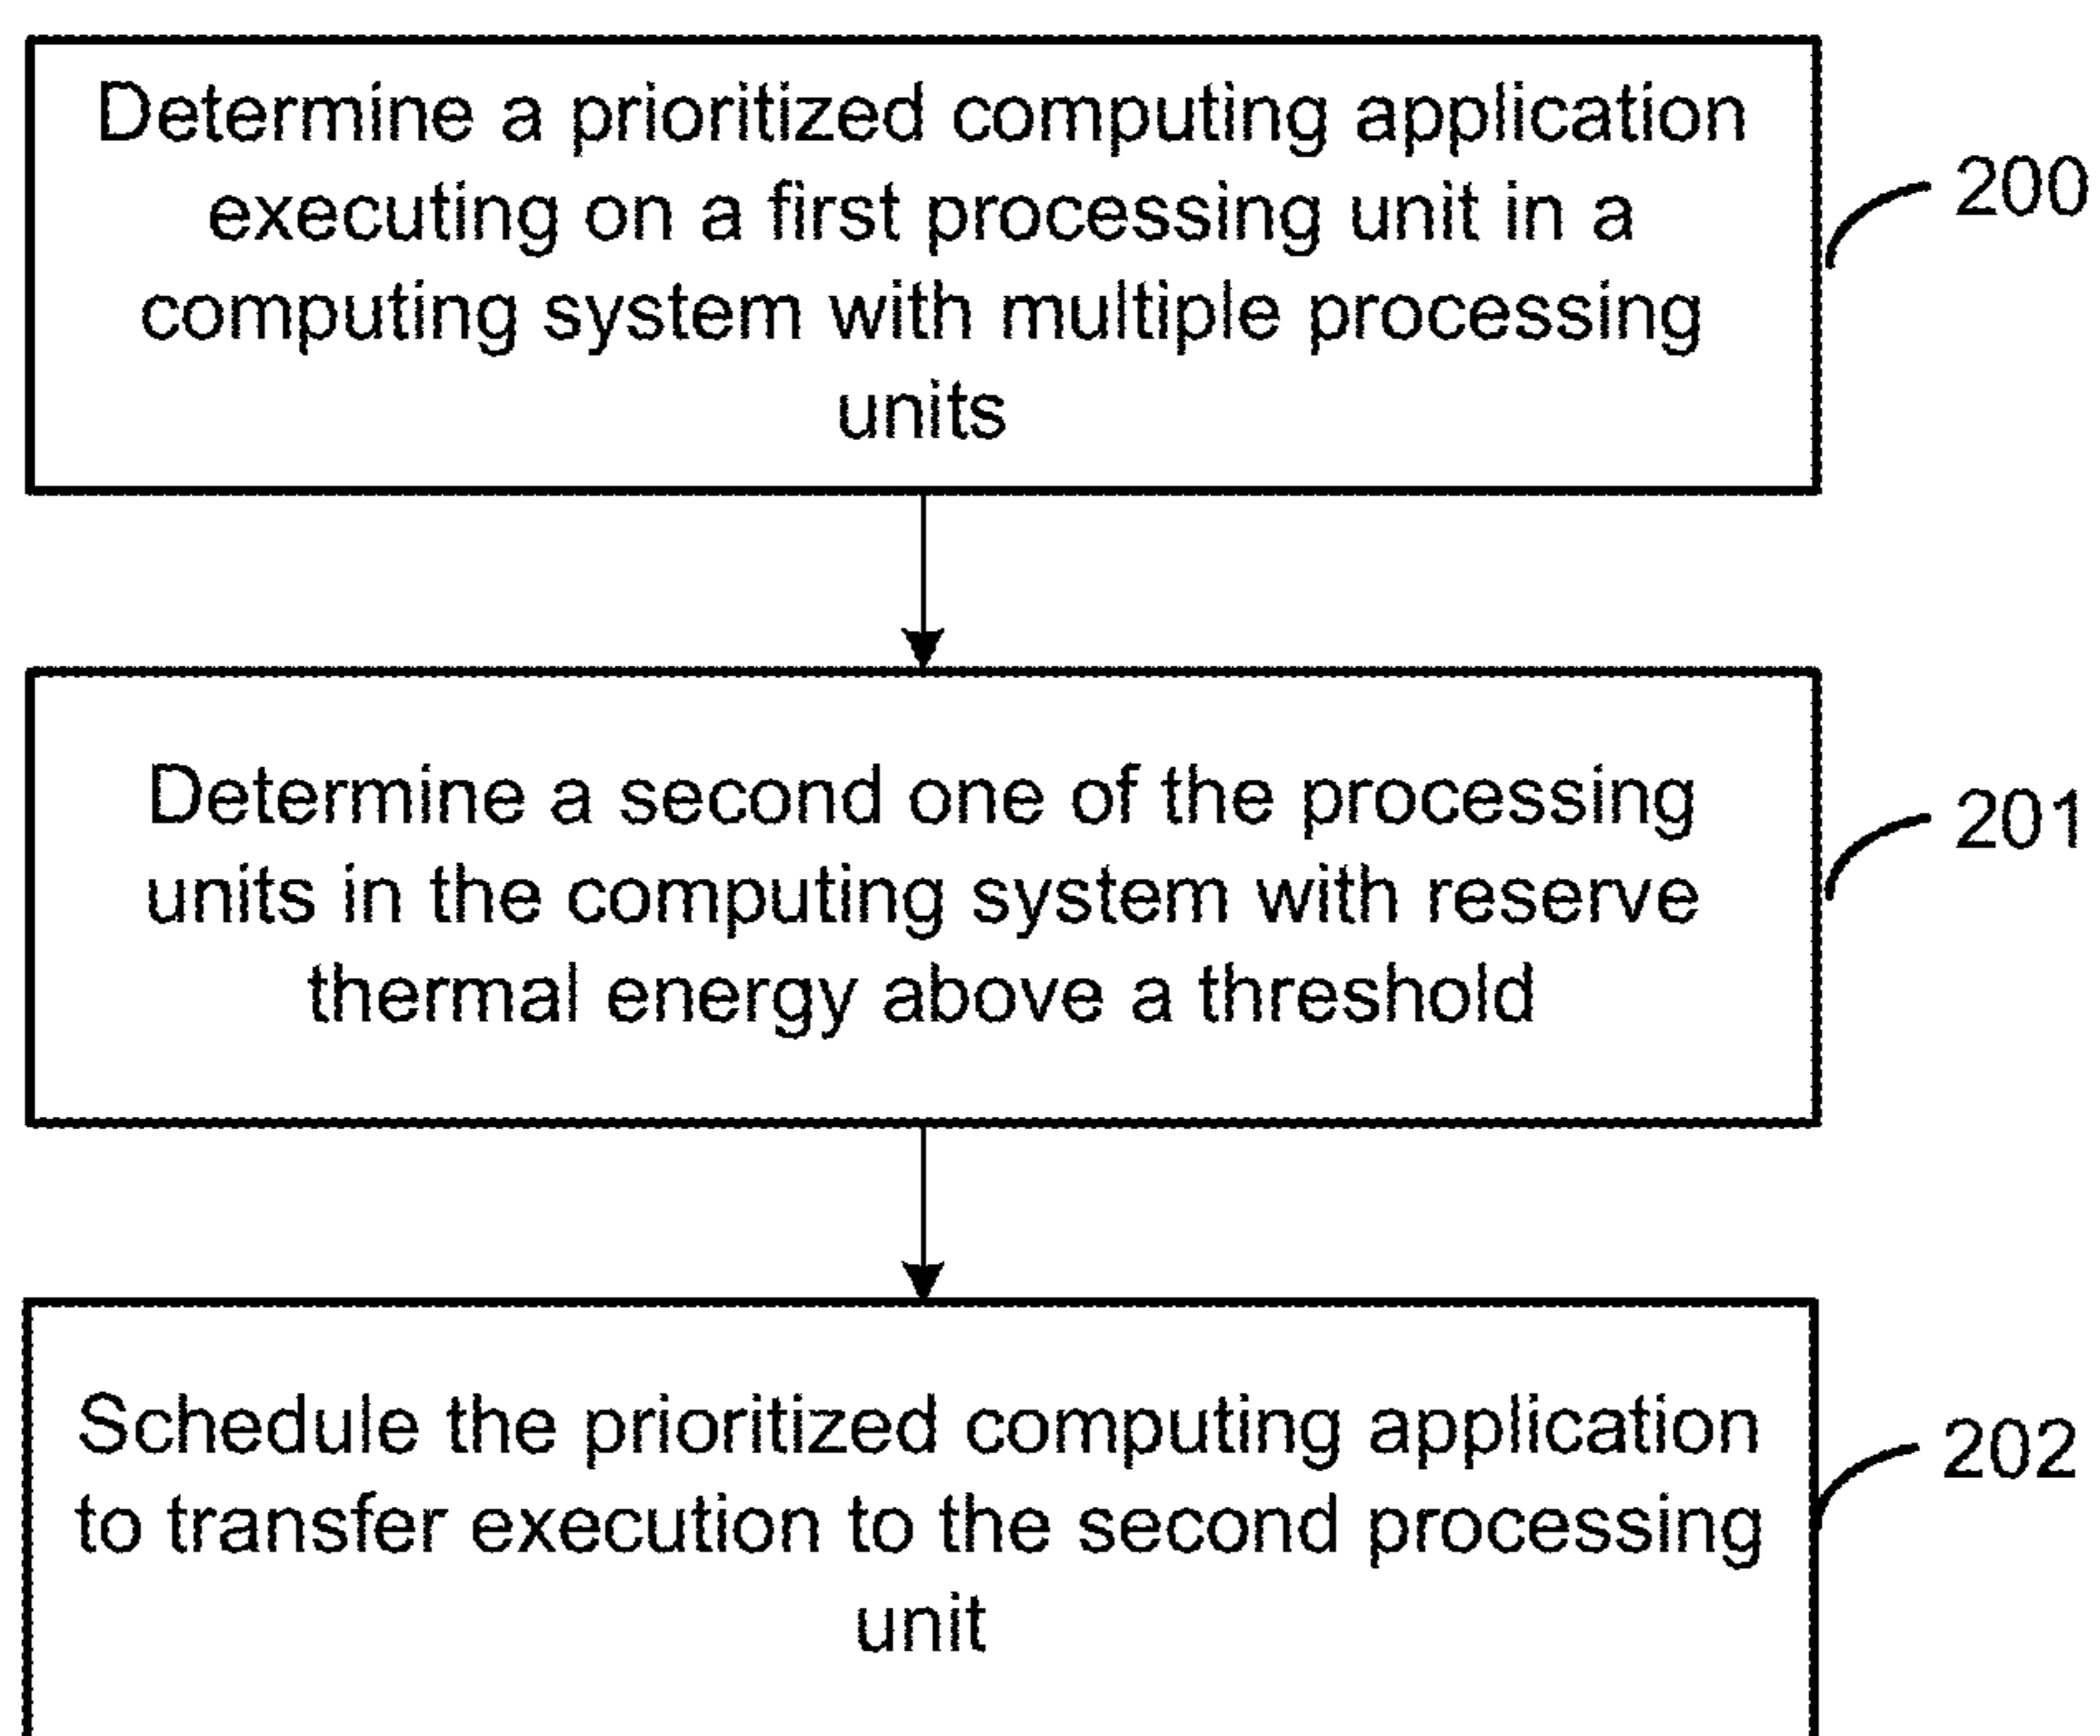 Determine a prioritized computing application
executing on a first processing unit in a
computing system with multiple processing
units
200
Determine a second one of the processing
units in the computing system with reserve
thermal energy above a threshold
201
Schedule the prioritized computing application
to transfer execution to the second processing
unit
202